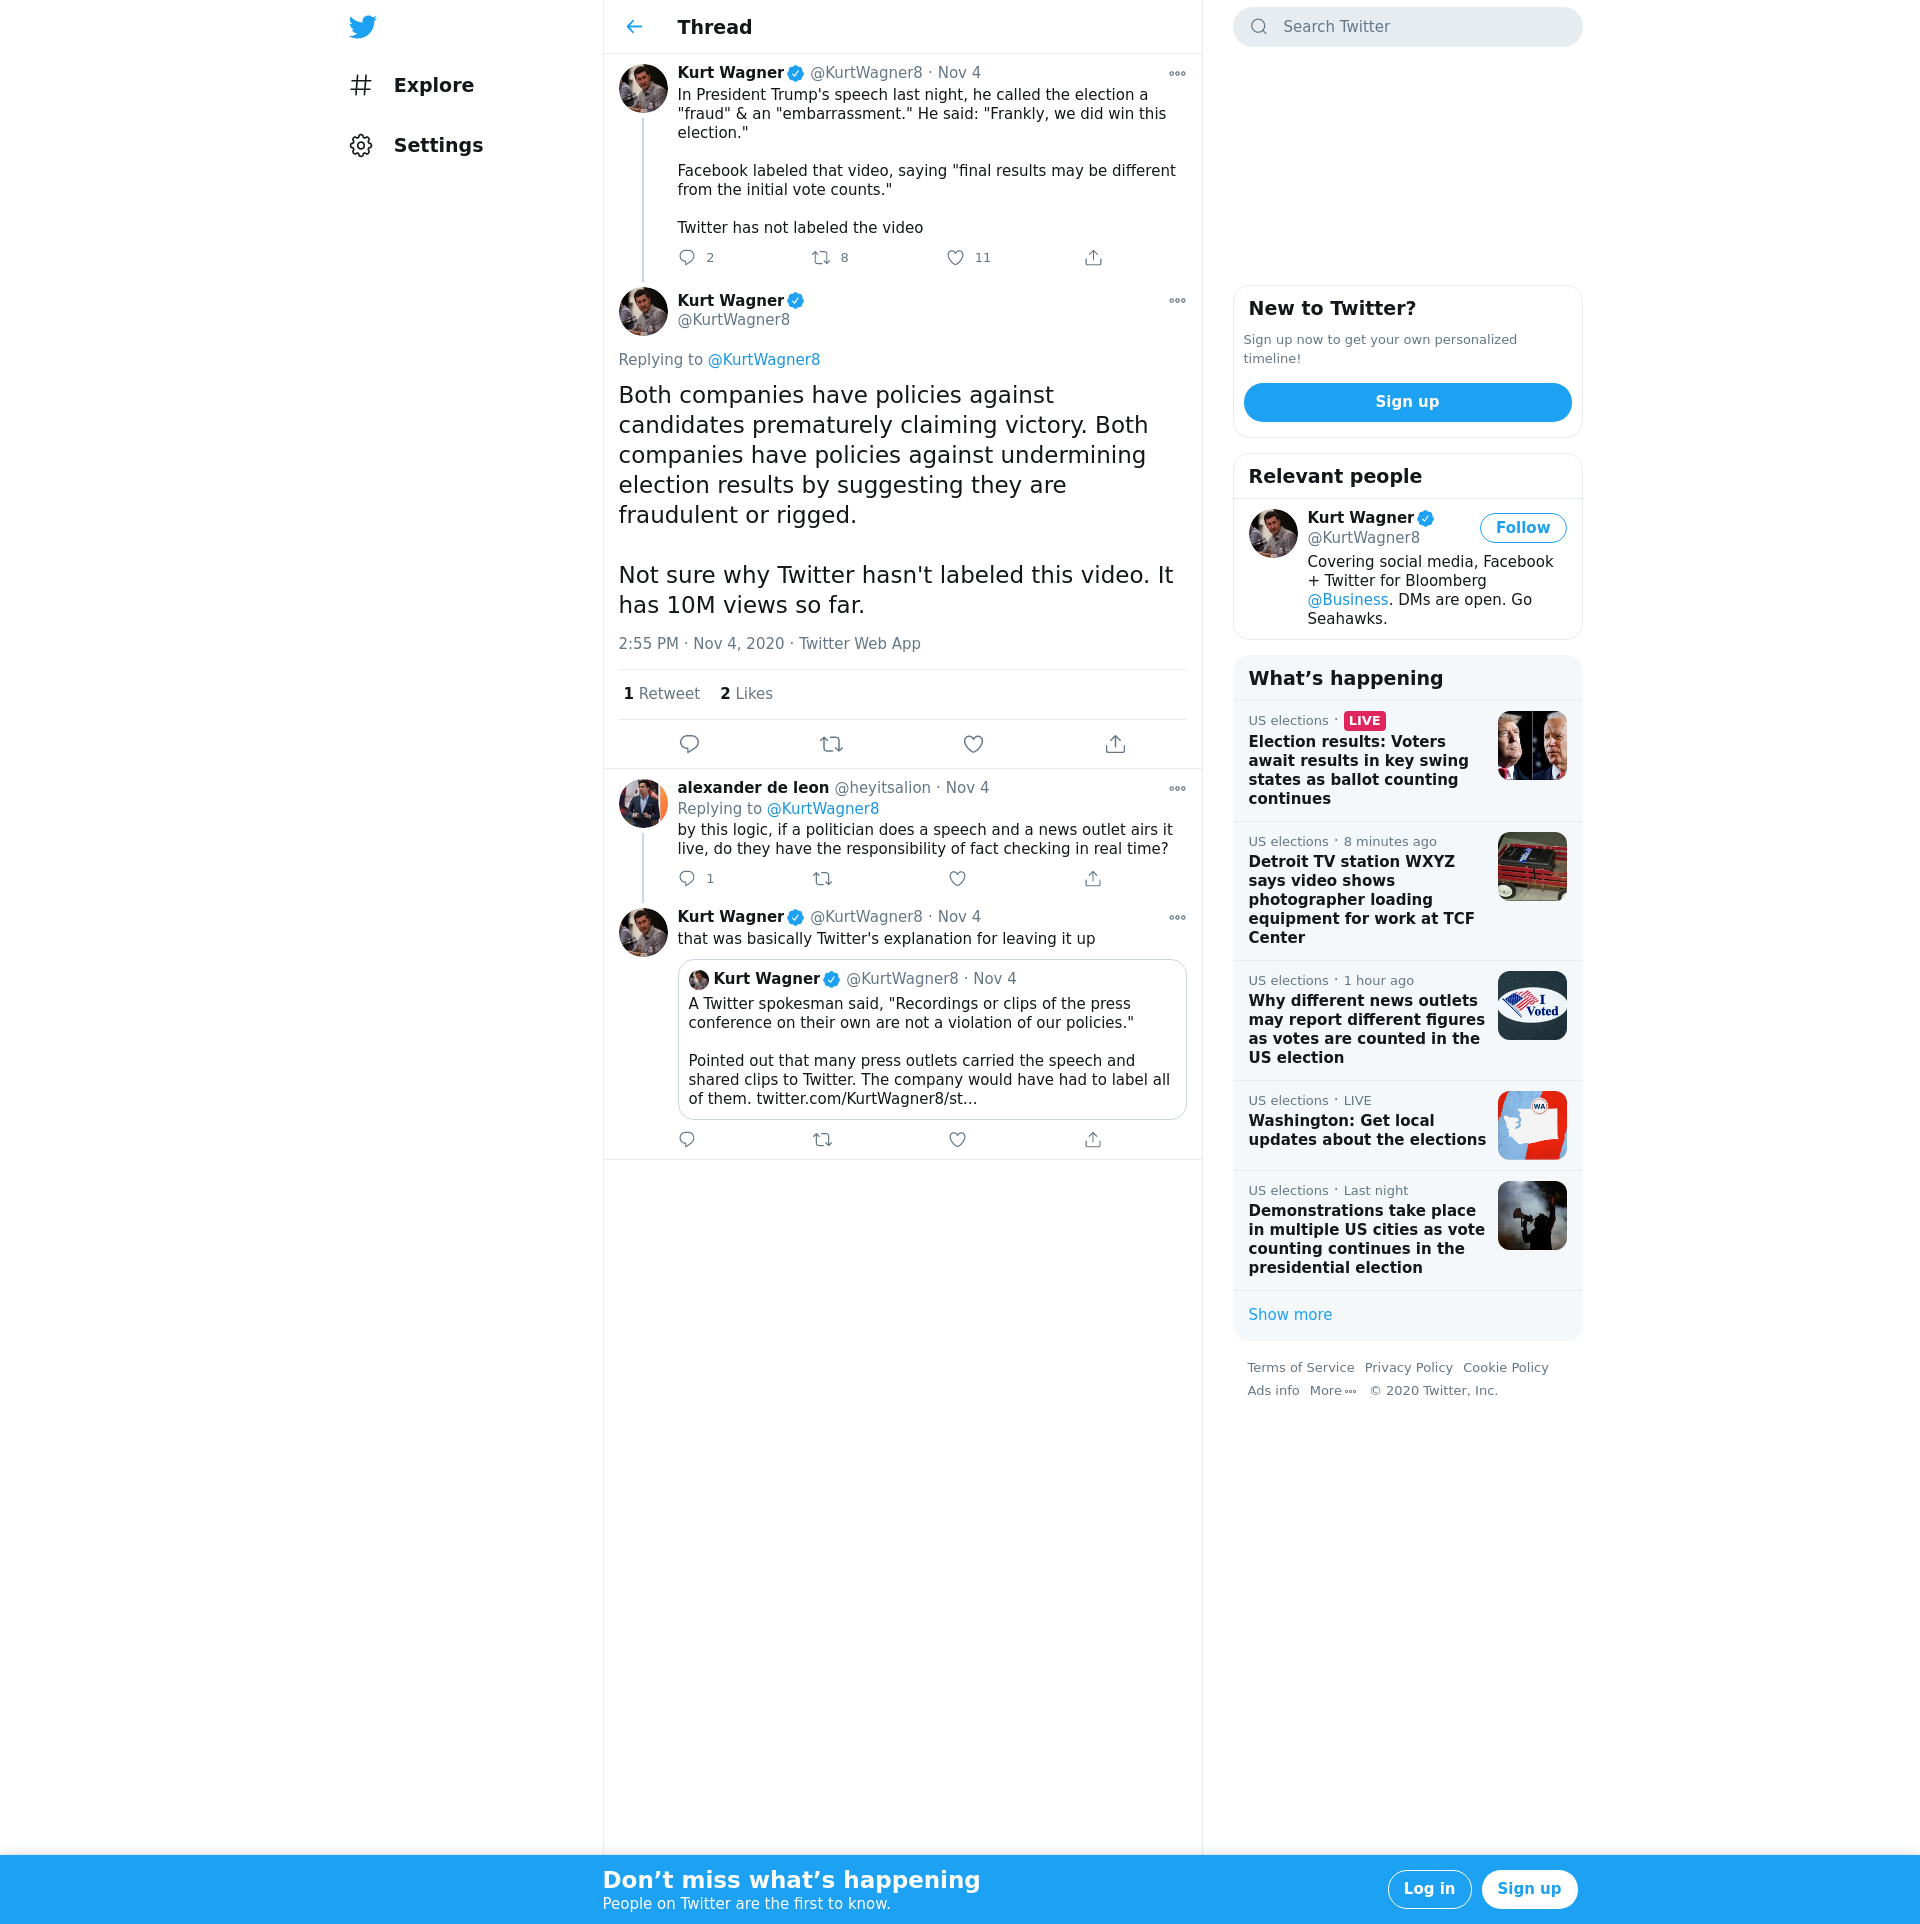 Explore
Settings
Thread
Kurt Wagner @KurtWagner8 · Nov 4
In President Trump's speech last night, he called the election a
"fraud" & an "embarrassment." He said: "Frankly, we did win this
election."
Facebook labeled that video, saying "final results may be different
from the initial vote counts."
Twitter has not labeled the video
2 8 11
Kurt Wagner
@KurtWagner8
Replying to @KurtWagner8
Both companies have policies against
candidates prematurely claiming victory. Both
companies have policies against undermining
election results by suggesting they are
fraudulent or rigged.
Not sure why Twitter hasn't labeled this video. It
has 10M views so far.
2:55 PM · Nov 4, 2020 · Twitter Web App
1 Retweet 2 Likes
alexander de leon @heyitsalion · Nov 4
Replying to @KurtWagner8
by this logic, if a politician does a speech and a news outlet airs it
live, do they have the responsibility of fact checking in real time?
1
Kurt Wagner @KurtWagner8 · Nov 4
that was basically Twitter's explanation for leaving it up
Kurt Wagner @KurtWagner8 · Nov 4
A Twitter spokesman said, "Recordings or clips of the press
conference on their own are not a violation of our policies."
Pointed out that many press outlets carried the speech and
shared clips to Twitter. The company would have had to label all
of them. twitter.com/KurtWagner8/st…
Search Twitter
New to Twitter?
Sign up now to get your own personalized
timeline!
Sign up
Relevant people
Kurt Wagner
@KurtWagner8
Follow
Covering social media, Facebook
+ Twitter for Bloomberg
@Business. DMs are open. Go
Seahawks.
What’s happening
US elections · LIVE
Election results: Voters
await results in key swing
states as ballot counting
continues
US elections · 8 minutes ago
Detroit TV station WXYZ
says video shows
photographer loading
equipment for work at TCF
Center
US elections · 1 hour ago
Why different news outlets
may report different figures
as votes are counted in the
US election
I
Voted
US elections · LIVE
Washington: Get local
updates about the elections
WA
US elections · Last night
Demonstrations take place
in multiple US cities as vote
counting continues in the
presidential election
Show more
Terms of Service Privacy Policy Cookie Policy
Ads info More © 2020 Twitter, Inc.
Don’t miss what’s happening
People on Twitter are the first to know.
Log in
Sign up